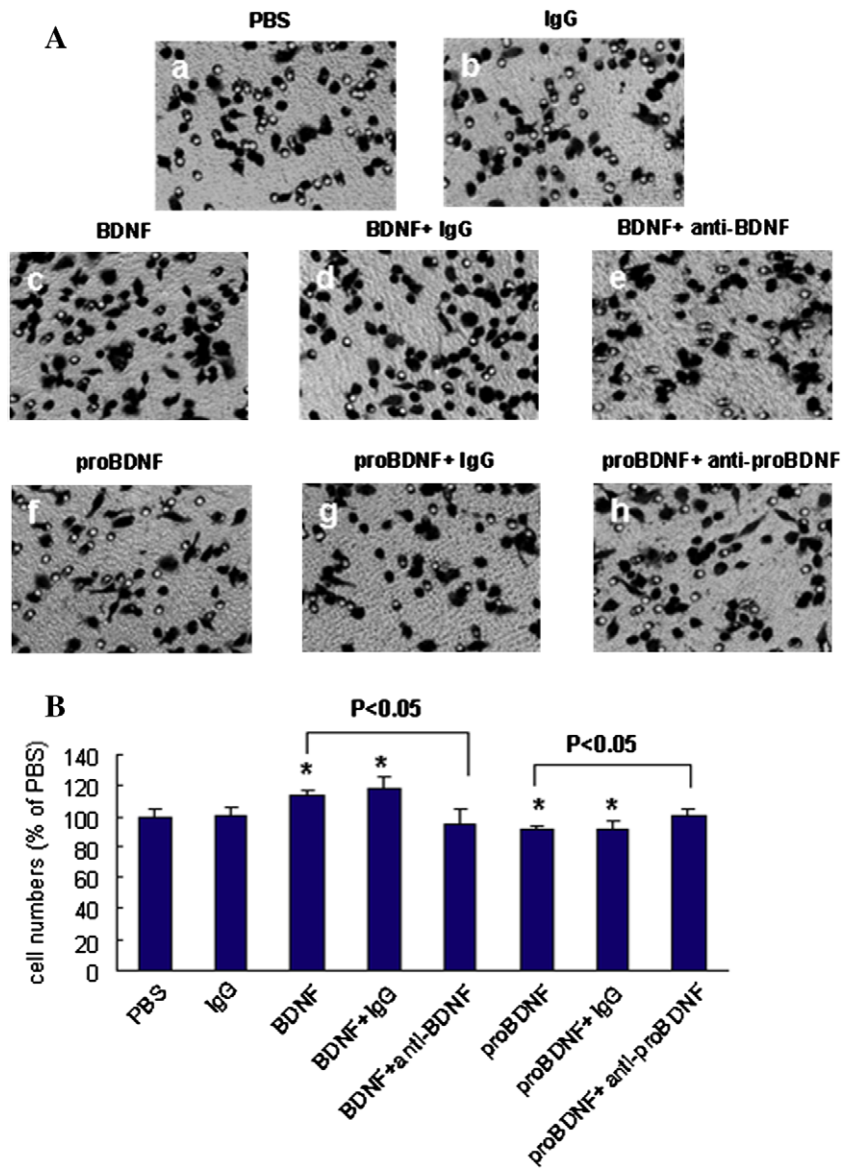 A
PBS
IgG
a
b
BDNF
BDNF+ IgG
BDNF+ anti-BDNF
c
d
e
proBDNF
proBDNF+ IgG
proBDNF+ anti-proBDNF
f
g
h
B
P<0.05
P<0.05
cell numbers (% of PBS)
140
120
100
80
60
40
20
0
*
*
*
*
PBS
IgG
BDNF
BDNF+IgG
BDNF+anti-BDNF
proBDNF
proBDNF+ IgG
proBDNF+ anti-proBDNF